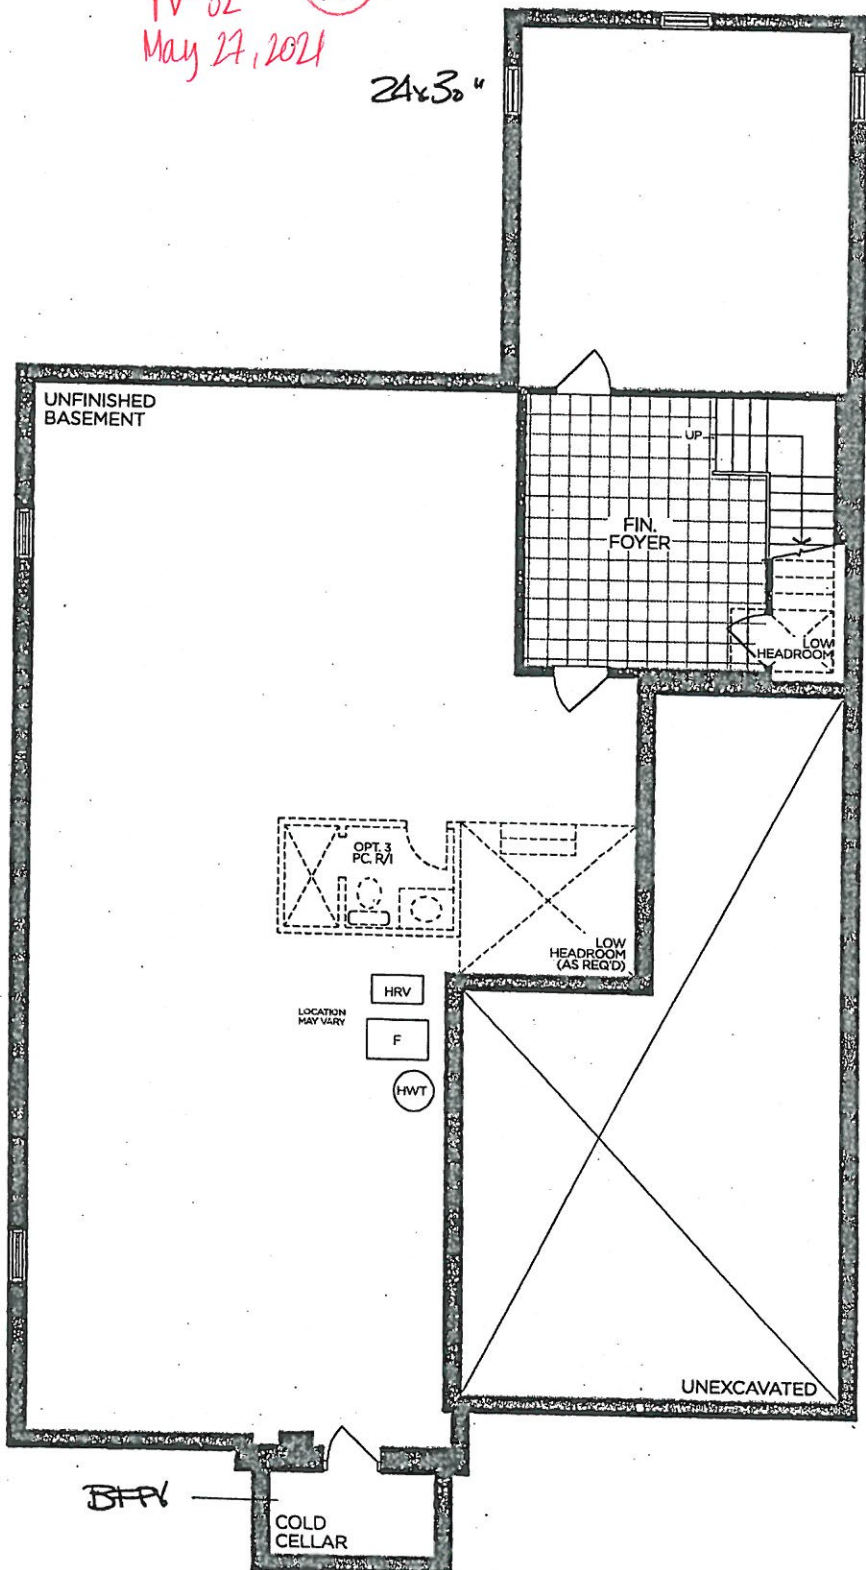 May 27, 2021
24x30"
UNFINISHED
BASEMENT
UP
FIN.
FOYER
LOW
HEADROOM
OPT. 3
PC. R/I
LOW
HEADROOM
(AS REQ'D)
HRV
LOCATION
MAY VARY
F
HWT
UNEXCAVATED
COLD
CELLAR